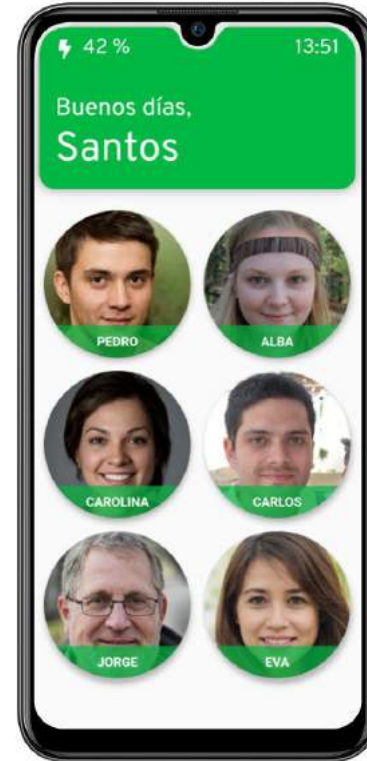 42 %
13:51
Buenos días,
Santos
PEDRO
ALBA
CAROLINA
CARLOS
JORGE
EVA